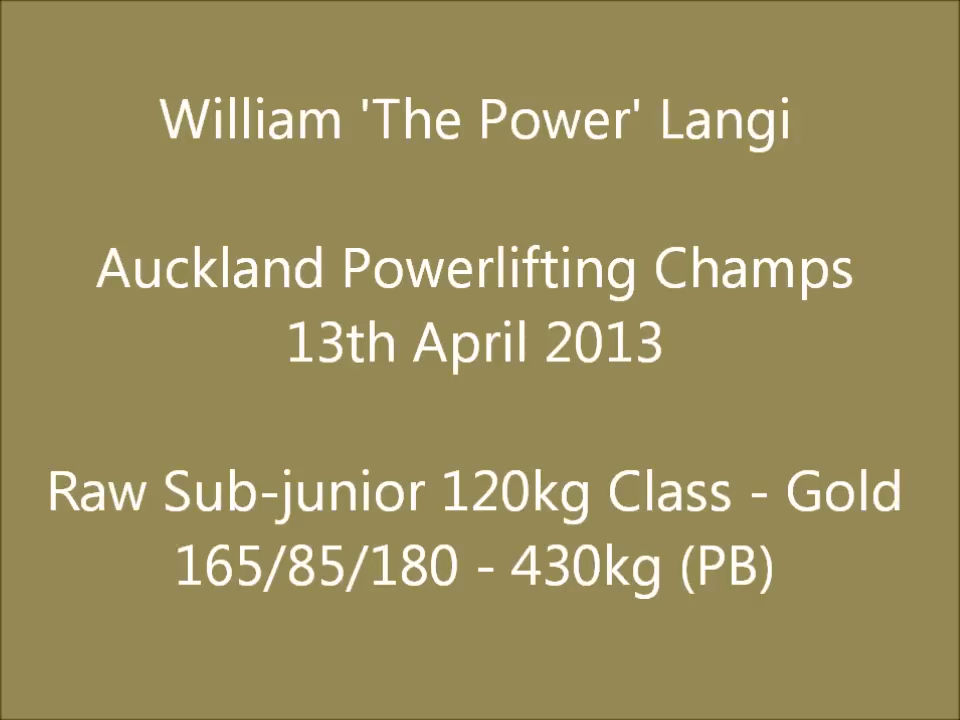 William 'The Power' Langi
Auckland Powerlifting Champs
13th April 2013
Raw Sub-junior 120kg Class - Gold
165/85/180 - 430kg (PB)